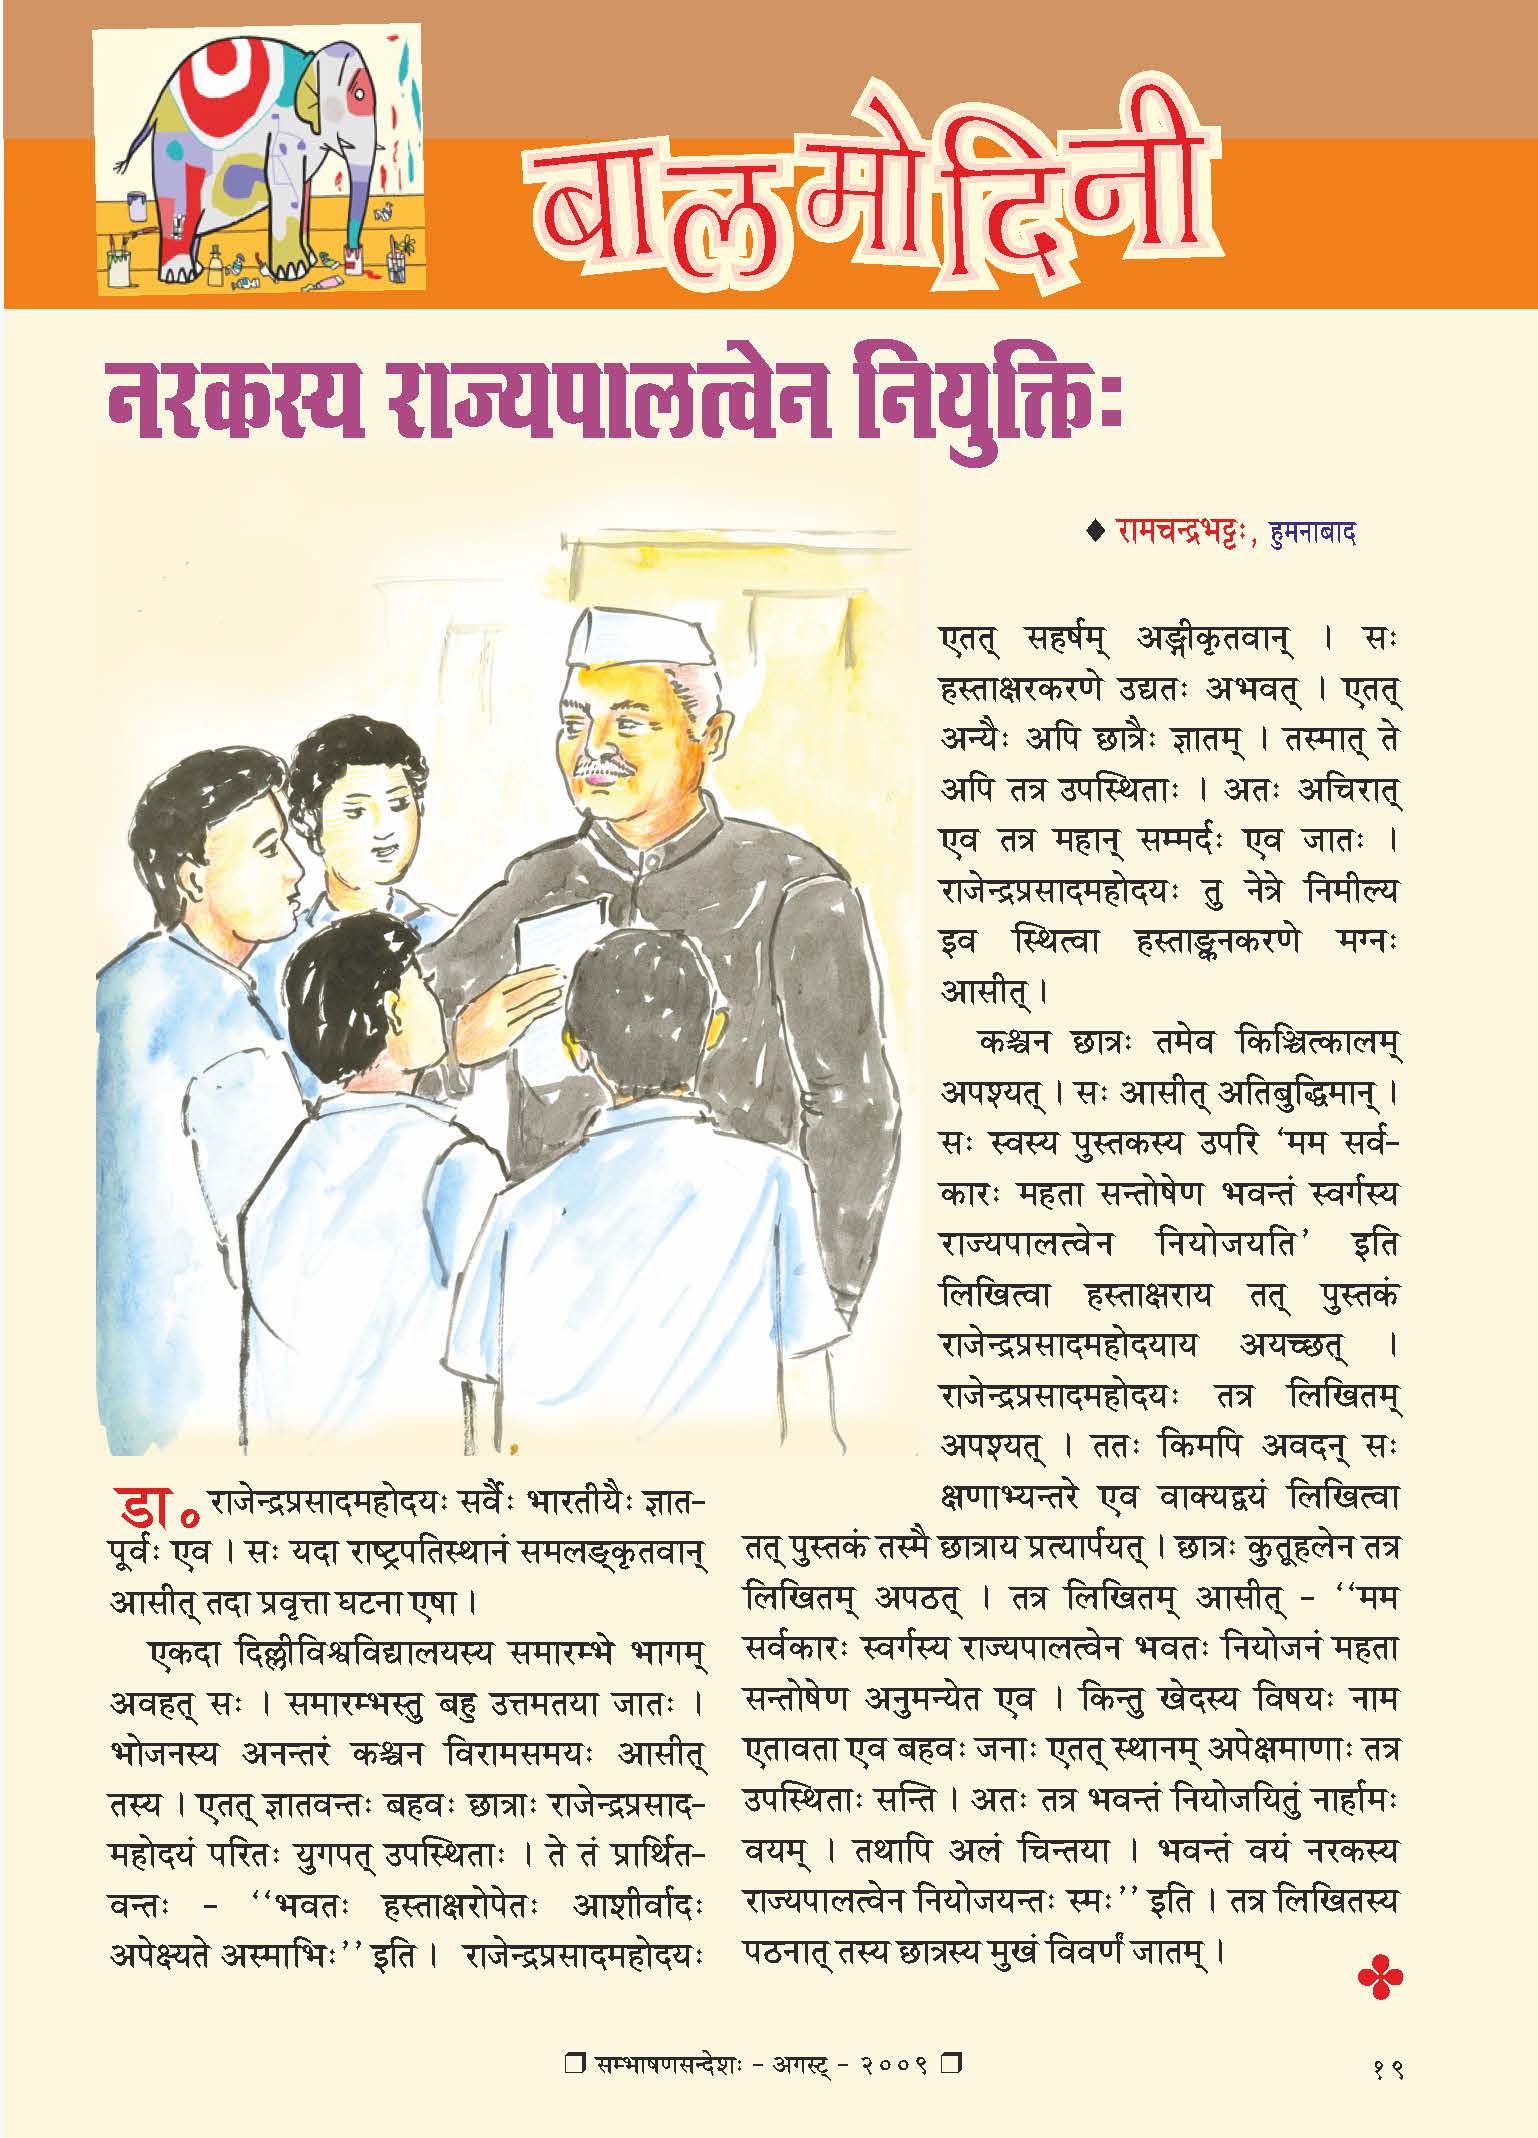 बालमोदिनी
नरकस्य राज्यपालत्वेन नियुक्तिः
♦ रामचन्द्रभट्टः, हुमनाबाद
डा० राजेन्द्रप्रसादमहोदयः सर्वैः भारतीयैः ज्ञात-
पूर्वः एव । सः यदा राष्ट्रपतिस्थानं समलङ्कृतवान्
आसीत् तदा प्रवृत्ता घटना एषा ।
एकदा दिल्लीविश्वविद्यालयस्य समारम्भे भागम्
अवहत् सः । समारम्भस्तु बहु उत्तमतया जातः ।
भोजनस्य अनन्तरं कश्चन विरामसमयः आसीत्
तस्य । एतत् ज्ञातवन्तः बहवः छात्राः राजेन्द्रप्रसाद-
महोदयं परितः युगपत् उपस्थिताः । ते तं प्रार्थित-
वन्तः - ‘‘भवतः हस्ताक्षरोपेतः आशीर्वादः
अपेक्ष्यते अस्माभिः’’ इति । राजेन्द्रप्रसादमहोदयः
एतत् सहर्षम् अङ्गीकृतवान् । सः
हस्ताक्षरकरणे उद्यतः अभवत् । एतत्
अन्यैः अपि छात्रैः ज्ञातम् । तस्मात् ते
अपि तत्र उपस्थिताः । अतः अचिरात्
एव तत्र महान् सम्मर्दः एव जातः ।
राजेन्द्रप्रसादमहोदयः तु नेत्रे निमील्य
इव स्थित्वा हस्ताङ्कनकरणे मग्नः
आसीत् ।
कश्चन छात्रः तमेव किञ्चित्कालम्
अपश्यत् । सः आसीत् अतिबुद्धिमान् ।
सः स्वस्य पुस्तकस्य उपरि ‘मम सर्व-
कारः महता सन्तोषेण भवन्तं स्वर्गस्य
राज्यपालत्वेन नियोजयति’ इति
लिखित्वा हस्ताक्षराय तत् पुस्तकं
राजेन्द्रप्रसादमहोदयाय अयच्छत् ।
राजेन्द्रप्रसादमहोदयः तत्र लिखितम्
अपश्यत् । ततः किमपि अवदन् सः
क्षणाभ्यन्तरे एव वाक्यद्वयं लिखित्वा
तत् पुस्तकं तस्मै छात्राय प्रत्यार्पयत् । छात्रः कुतूहलेन तत्र
लिखितम् अपठत् । तत्र लिखितम् आसीत् - ‘‘मम
सर्वकारः स्वर्गस्य राज्यपालत्वेन भवतः नियोजनं महता
सन्तोषेण अनुमन्येत एव । किन्तु खेदस्य विषयः नाम
एतावता एव बहवः जनाः एतत् स्थानम् अपेक्षमाणाः तत्र
उपस्थिताः सन्ति । अतः तत्र भवन्तं नियोजयितुं नार्हामः
वयम् । तथापि अलं चिन्तया । भवन्तं वयं नरकस्य
राज्यपालत्वेन नियोजयन्तः स्मः’’ इति । तत्र लिखितस्य
पठनात् तस्य छात्रस्य मुखं विवर्णं जातम् ।
❒ सम्भाषणसन्देशः - अगस्ट् - २००९ ❒
१९